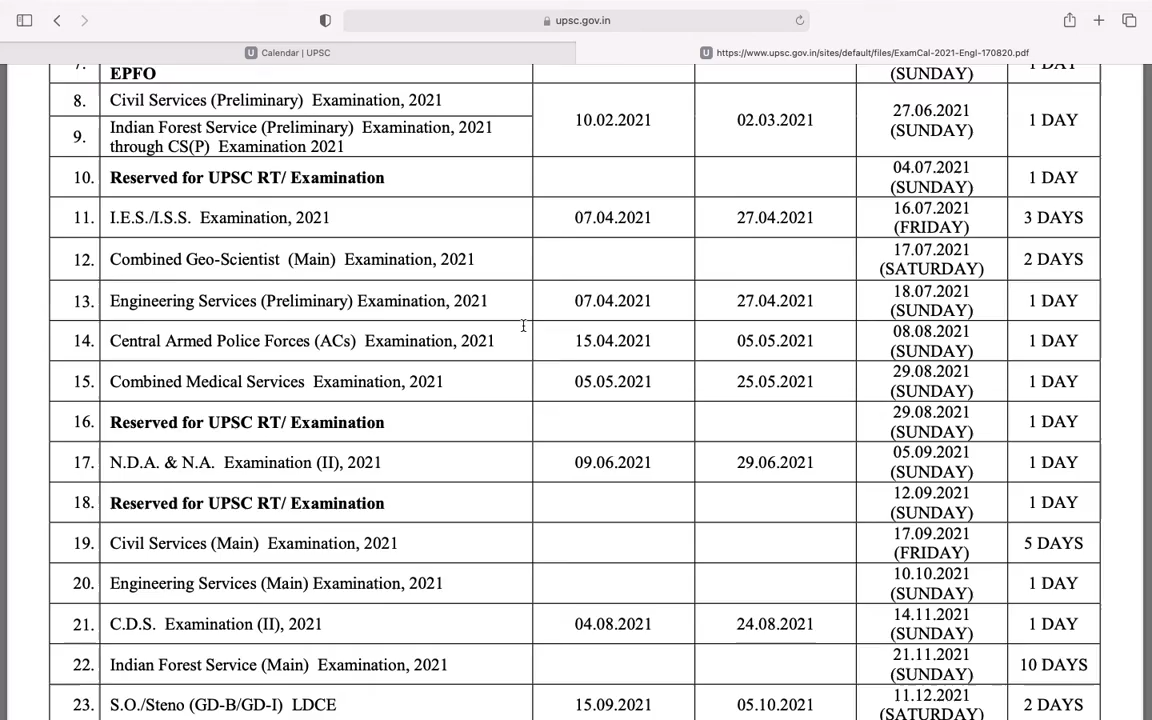 upsc.gov.in
U Calendar | UPSC
U https://www.upsc.gov.in/sites/default/files/ExamCal-2021-Engl-170820.pdf
7. EPFO (SUNDAY) 1 DAY
8. Civil Services (Preliminary) Examination, 2021
10.02.2021 02.03.2021 27.06.2021 (SUNDAY) 1 DAY
9. Indian Forest Service (Preliminary) Examination, 2021
through CS(P) Examination 2021
10. Reserved for UPSC RT/ Examination 04.07.2021
(SUNDAY) 1 DAY
11. I.E.S./I.S.S. Examination, 2021 07.04.2021 27.04.2021 16.07.2021
(FRIDAY) 3 DAYS
12. Combined Geo-Scientist (Main) Examination, 2021 17.07.2021
(SATURDAY) 2 DAYS
13. Engineering Services (Preliminary) Examination, 2021 07.04.2021 27.04.2021 18.07.2021
(SUNDAY) 1 DAY
14. Central Armed Police Forces (ACs) Examination, 2021 15.04.2021 05.05.2021 08.08.2021
(SUNDAY) 1 DAY
15. Combined Medical Services Examination, 2021 05.05.2021 25.05.2021 29.08.2021
(SUNDAY) 1 DAY
16. Reserved for UPSC RT/ Examination 29.08.2021
(SUNDAY) 1 DAY
17. N.D.A. & N.A. Examination (II), 2021 09.06.2021 29.06.2021 05.09.2021
(SUNDAY) 1 DAY
18. Reserved for UPSC RT/ Examination 12.09.2021
(SUNDAY) 1 DAY
19. Civil Services (Main) Examination, 2021 17.09.2021
(FRIDAY) 5 DAYS
20. Engineering Services (Main) Examination, 2021 10.10.2021
(SUNDAY) 1 DAY
21. C.D.S. Examination (II), 2021 04.08.2021 24.08.2021 14.11.2021
(SUNDAY) 1 DAY
22. Indian Forest Service (Main) Examination, 2021 21.11.2021
(SUNDAY) 10 DAYS
23. S.O./Steno (GD-B/GD-I) LDCE 15.09.2021 05.10.2021 11.12.2021
(SATURDAY) 2 DAYS